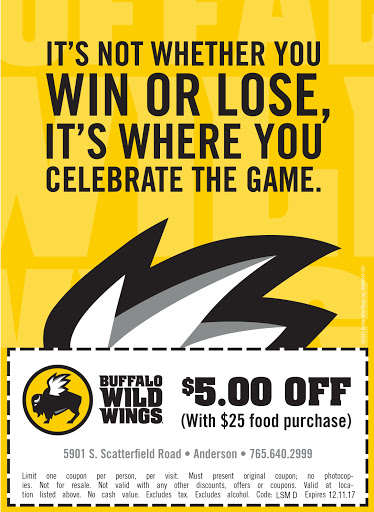 IT'S NOT WHETHER YOU
WIN OR LOSE,
IT'S WHERE YOU
CELEBRATE THE GAME.
BUFFALO
WILD
WINGS
$5.00 OFF
(With $25 food purchase)
5901 S. Scatterfield Road • Anderson • 765.640.2999
Limit one coupon per person, per visit. Must present original coupon; no photocop-
ies. Not for resale. Not valid with any other discounts, offers or coupons. Valid at loca-
tion listed above. No cash value. Excludes tax. Excludes alcohol. Code: LSM D Expires 12.11.17